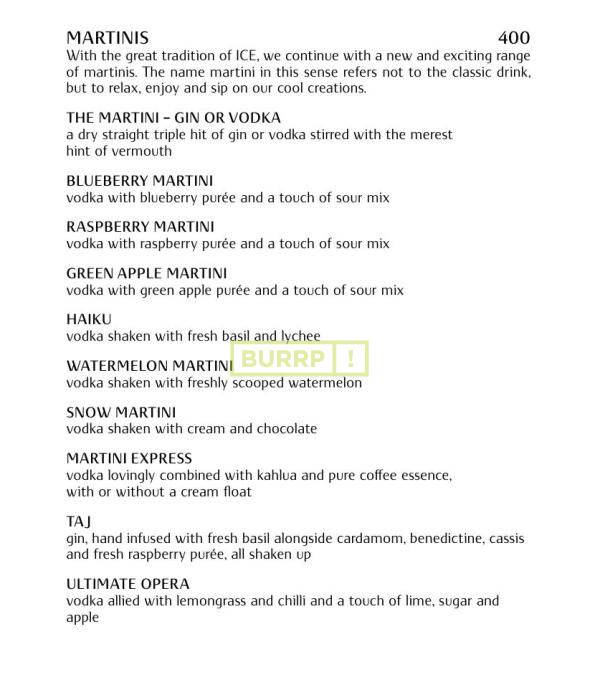 MARTINIS 400
With the great tradition of ICE, we continue with a new and exciting range
of martinis. The name martini in this sense refers not to the classic drink,
but to relax, enjoy and sip on our cool creations.
THE MARTINI – GIN OR VODKA
a dry straight triple hit of gin or vodka stirred with the merest
hint of vermouth
BLUEBERRY MARTINI
vodka with blueberry purée and a touch of sour mix
RASPBERRY MARTINI
vodka with raspberry purée and a touch of sour mix
GREEN APPLE MARTINI
vodka with green apple purée and a touch of sour mix
HAIKU
vodka shaken with fresh basil and lychee
BURRP!
WATERMELON MARTINI
vodka shaken with freshly scooped watermelon
SNOW MARTINI
vodka shaken with cream and chocolate
MARTINI EXPRESS
vodka lovingly combined with kahlua and pure coffee essence,
with or without a cream float
TAJ
gin, hand infused with fresh basil alongside cardamom, benedictine, cassis
and fresh raspberry purée, all shaken up
ULTIMATE OPERA
vodka allied with lemongrass and chilli and a touch of lime, sugar and
apple